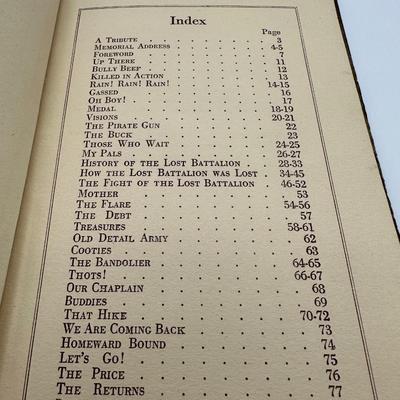 Index
Page
A Tribute . . . . . . . . 3
Memorial Address . . . . . . . 4-5
Foreword . . . . . . . . 7
Up There . . . . . . . . 11
Bully Beef . . . . . . . . 12
Killed in Action . . . . . . . 13
Rain! Rain! Rain! . . . . . . . 14-15
Gassed . . . . . . . . 16
Oh Boy! . . . . . . . . 17
Medal . . . . . . . . 18-19
Visions . . . . . . . . 20-21
The Pirate Gun . . . . . . . 22
The Buck . . . . . . . . 23
Those Who Wait . . . . . . . 24-25
My Pals . . . . . . . . 26-27
History of the Lost Battalion . . . . 28-33
How the Lost Battalion was Lost . . . 34-45
The Fight of the Lost Battalion . . . 46-52
Mother . . . . . . . . 53
The Flare . . . . . . . . 54-56
The Debt . . . . . . . . 57
Treasures . . . . . . . . 58-61
Old Detail Army . . . . . . . 62
Cooties . . . . . . . . 63
The Bandolier . . . . . . . 64-65
Thots! . . . . . . . . 66-67
Our Chaplain . . . . . . . 68
Buddies . . . . . . . . 69
That Hike . . . . . . . . 70-72
We Are Coming Back . . . . . . 73
Homeward Bound . . . . . . . 74
Let's Go! . . . . . . . . 75
The Price . . . . . . . . 76
The Returns . . . . . . . . 77